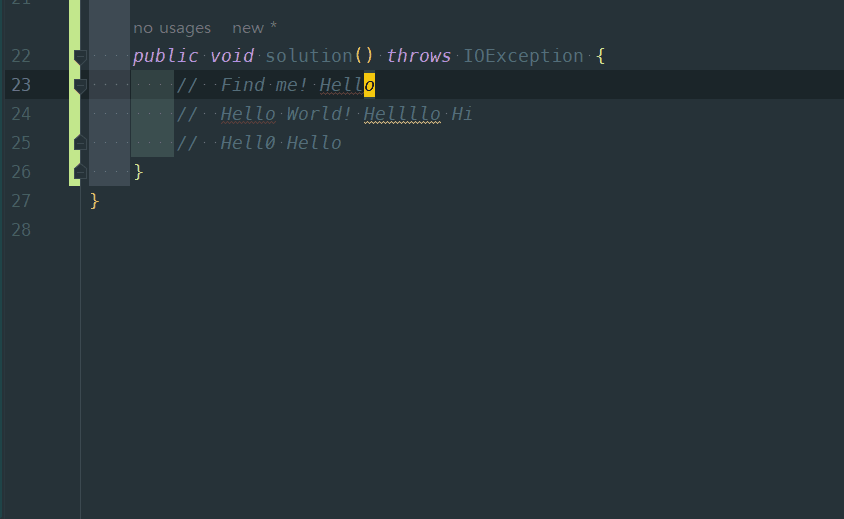 21
no usages new *
22 public void solution() throws IOException {
23 // Find me! Hello
24 // Hello World! Hellllo Hi
25 // Hell0 Hello
26 }
27 }
28